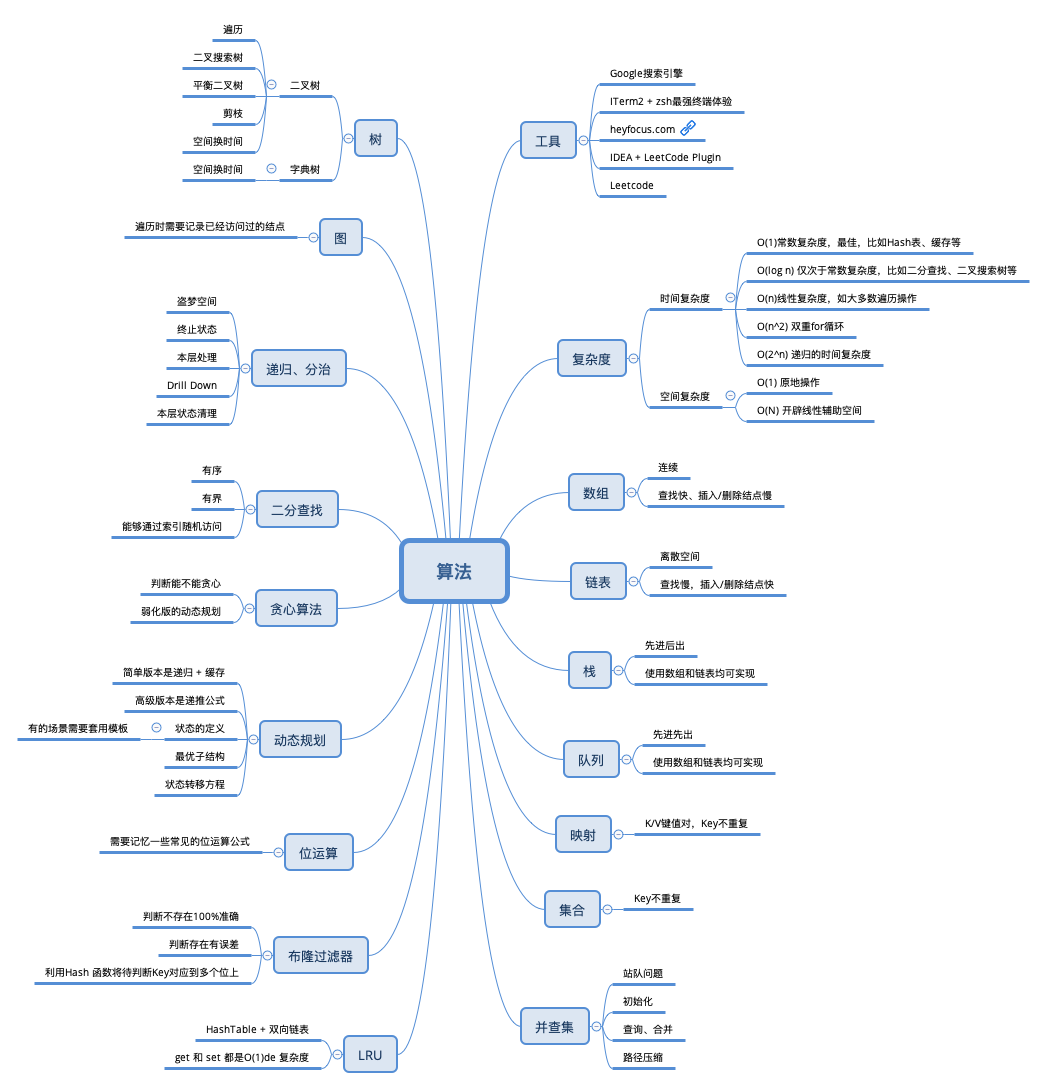 算法
工具
Google搜索引擎
ITerm2 + zsh最强终端体验
heyfocus.com
IDEA + LeetCode Plugin
Leetcode
复杂度
时间复杂度
O(1)常数复杂度，最佳，比如Hash表、缓存等
O(log n) 仅次于常数复杂度，比如二分查找、二叉搜索树等
O(n)线性复杂度，如大多数遍历操作
O(n^2) 双重for循环
O(2^n) 递归的时间复杂度
空间复杂度
O(1) 原地操作
O(N) 开辟线性辅助空间
数组
连续
查找快、插入/删除结点慢
链表
离散空间
查找慢，插入/删除结点快
栈
先进后出
使用数组和链表均可实现
队列
先进先出
使用数组和链表均可实现
映射
K/V键值对，Key不重复
集合
Key不重复
并查集
站队问题
初始化
查询、合并
路径压缩
树
二叉树
遍历
二叉搜索树
平衡二叉树
剪枝
空间换时间
字典树
空间换时间
图
遍历时需要记录已经访问过的结点
递归、分治
盗梦空间
终止状态
本层处理
Drill Down
本层状态清理
二分查找
有序
有界
能够通过索引随机访问
贪心算法
判断能不能贪心
弱化版的动态规划
动态规划
简单版本是递归 + 缓存
高级版本是递推公式
状态的定义
有的场景需要套用模板
最优子结构
状态转移方程
位运算
需要记忆一些常见的位运算公式
布隆过滤器
判断不存在100%准确
判断存在有误差
利用Hash 函数将待判断Key对应到多个位上
LRU
HashTable + 双向链表
get 和 set 都是O(1)de 复杂度